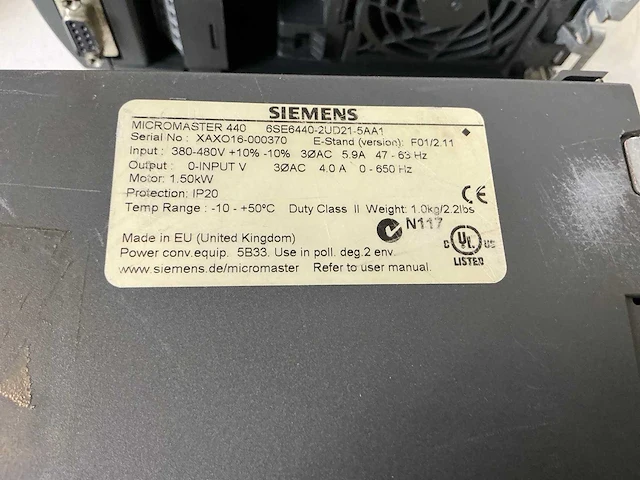 SIEMENS
MICROMASTER 440 6SE6440-2UD21-5AA1
Serial No : XAXO16-000370 E-Stand (version): F01/2.11
Input : 380-480V +10% -10% 3ØAC 5.9A 47 - 63 Hz
Output : 0-INPUT V 3ØAC 4.0 A 0 - 650 Hz
Motor: 1.50kW
Protection: IP20
Temp Range : -10 - +50°C Duty Class II Weight: 1.0kg/2.2lbs
CE
N117
Made in EU (United Kingdom)
C UL US
LISTED
Power conv.equip. 5B33. Use in poll. deg.2 env.
www.siemens.de/micromaster Refer to user manual.